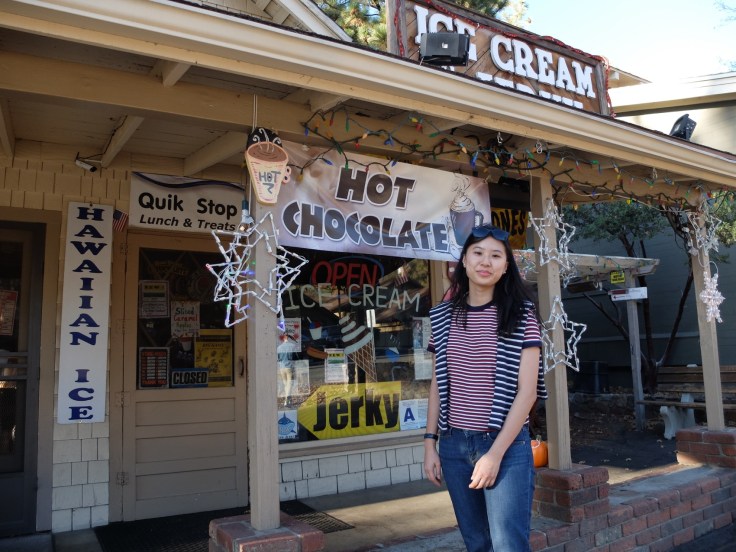 ICE CREAM
HOT
Quik Stop
Lunch & Treats
HOT
CHOCOLATE
HAWAIIAN ICE
OPEN
ICE CREAM
CLOSED
Jerky
A